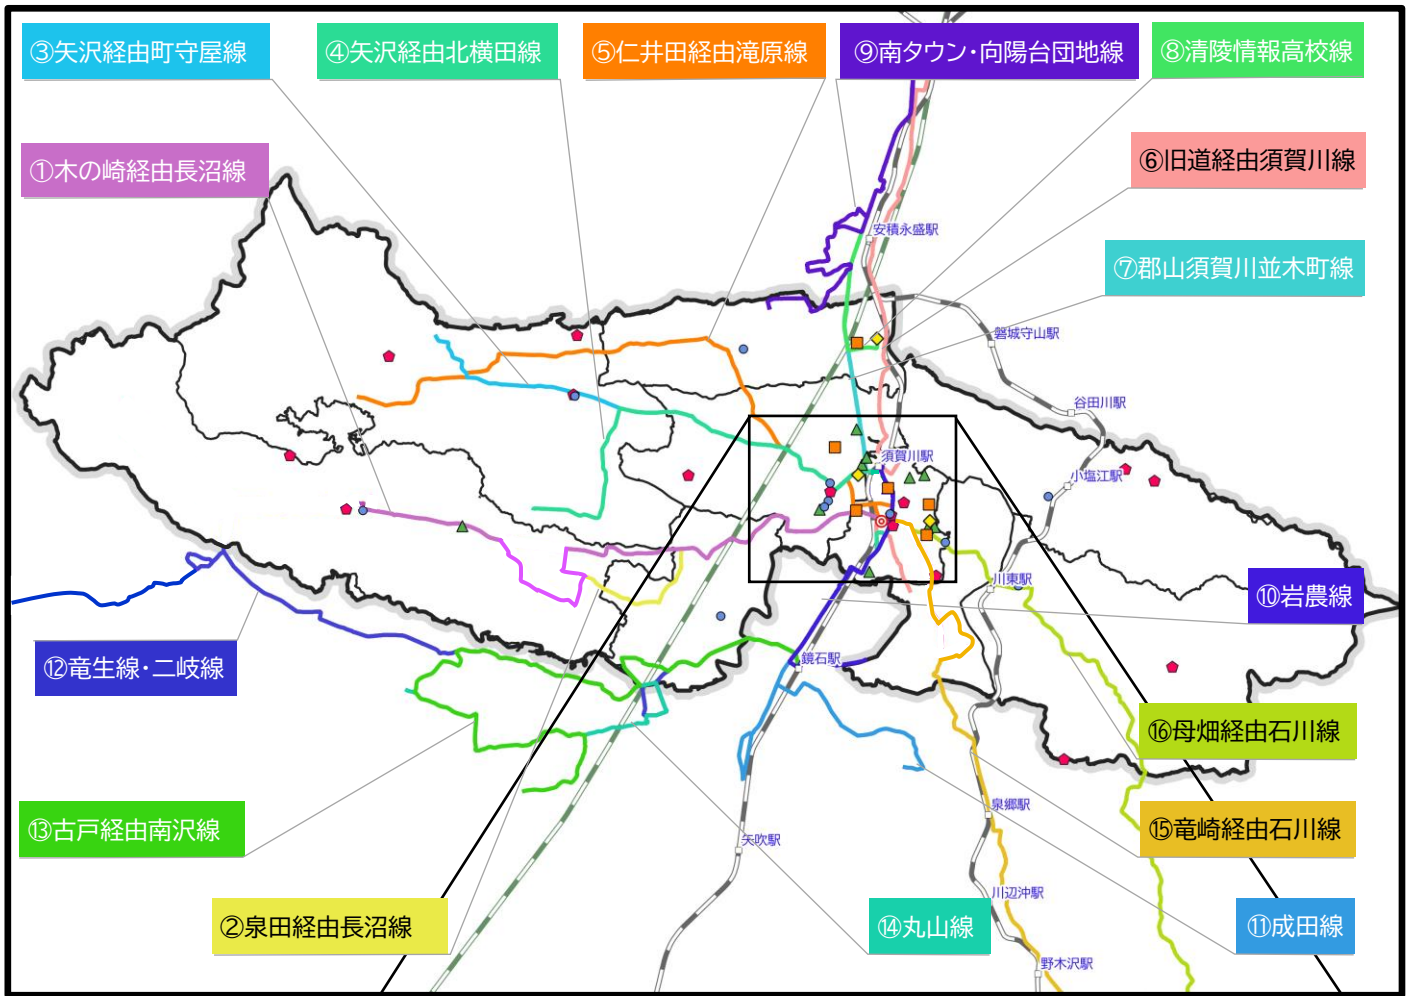 ③矢沢経由町守屋線
④矢沢経由北横田線
⑤仁井田経由滝原線
⑨南タウン・向陽台団地線
⑧清陵情報高校線
①木の崎経由長沼線
⑥旧道経由須賀川線
安積永盛駅
⑦郡山須賀川並木町線
磐城守山駅
谷田川駅
須賀川駅
小塩江駅
川東駅
⑩岩農線
⑫竜生線・二岐線
鏡石駅
⑯母畑経由石川線
泉郷駅
⑬古戸経由南沢線
⑮竜崎経由石川線
矢吹駅
川辺沖駅
②泉田経由長沼線
⑭丸山線
⑪成田線
野木沢駅